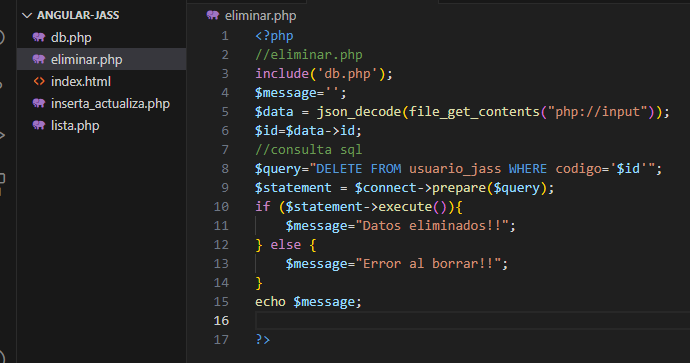 ANGULAR-JASS
db.php
eliminar.php
index.html
inserta_actualiza.php
lista.php
eliminar.php
1 <?php
2 //eliminar.php
3 include('db.php');
4 $message='';
5 $data = json_decode(file_get_contents("php://input"));
6 $id=$data->id;
7 //consulta sql
8 $query="DELETE FROM usuario_jass WHERE codigo='$id'";
9 $statement = $connect->prepare($query);
10 if ($statement->execute()){
11     $message="Datos eliminados!!";
12 } else {
13     $message="Error al borrar!!";
14 }
15 echo $message;
16
17 ?>